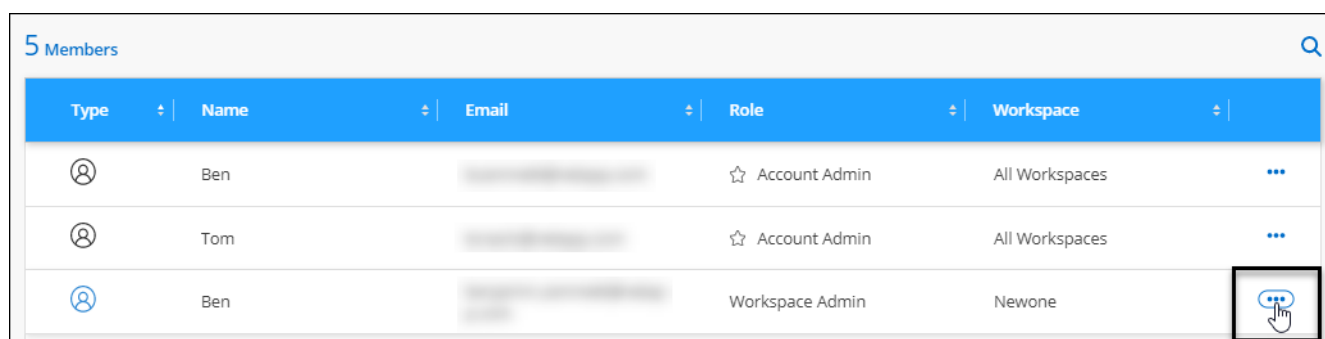 5 Members
Type Name Email Role Workspace
Ben Account Admin All Workspaces
Tom Account Admin All Workspaces
Ben Workspace Admin Newone